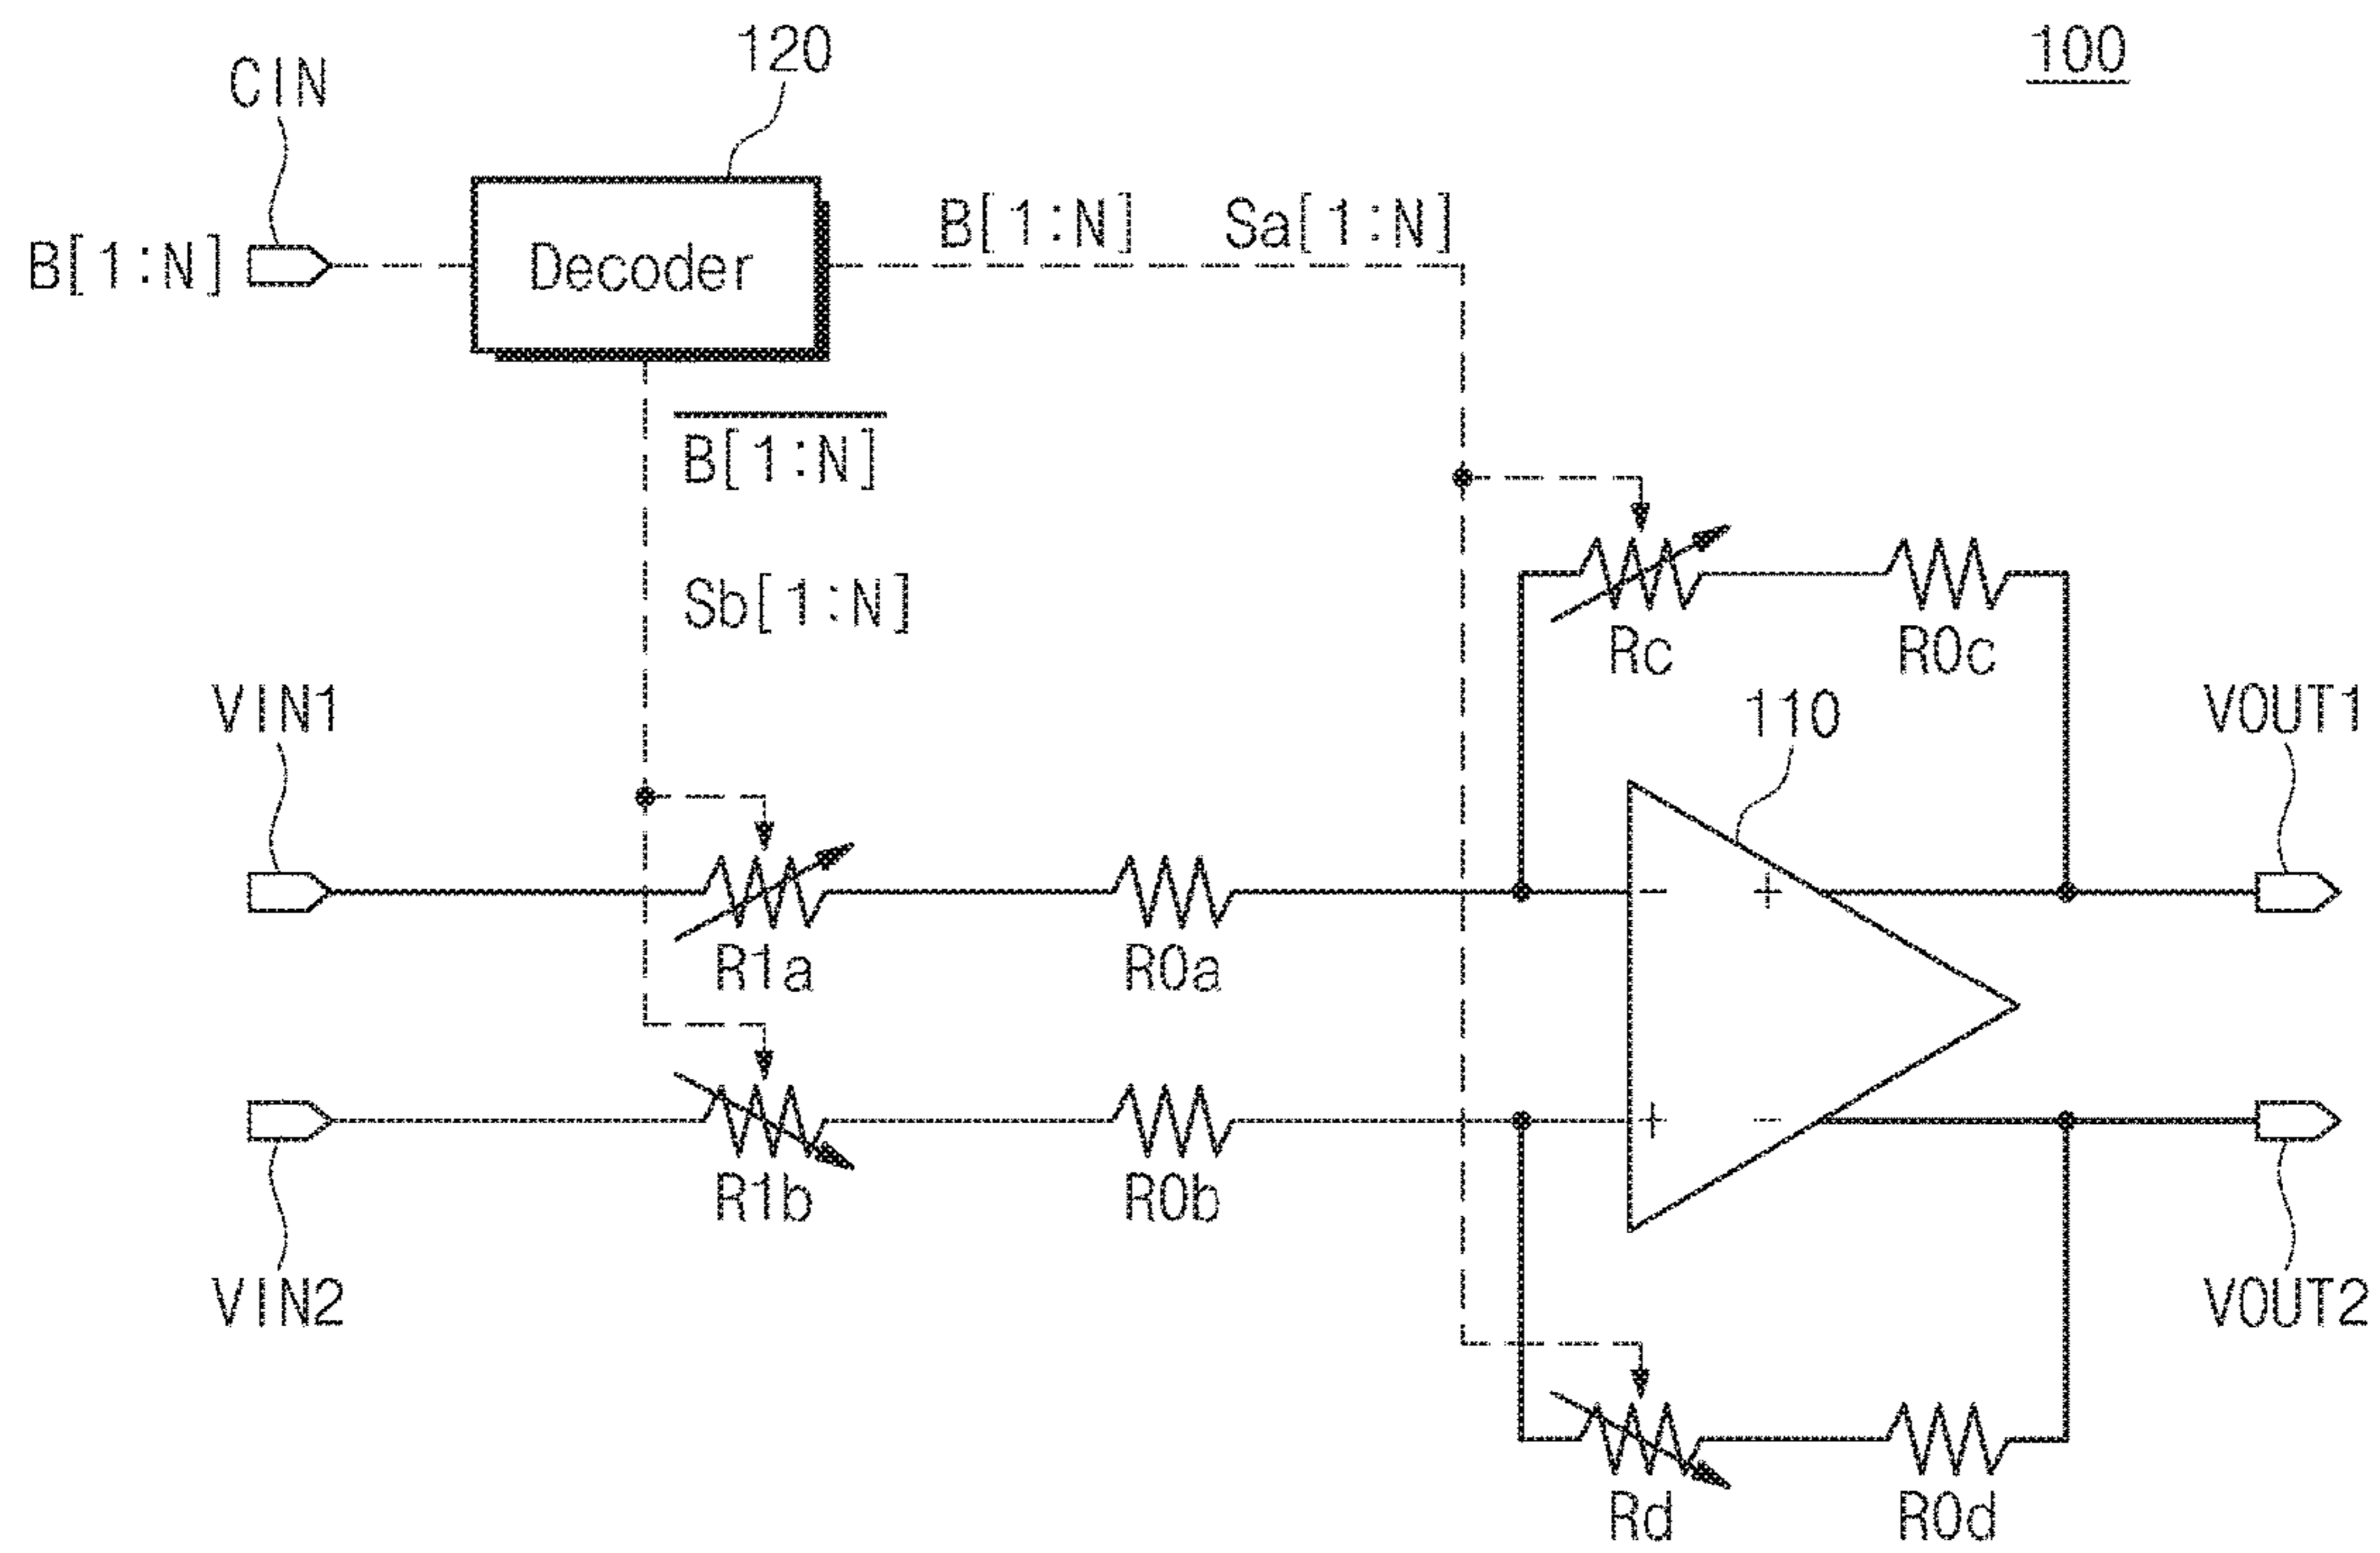 120
100
CIN
B[1:N]
Decoder
B[1:N]
Sa[1:N]
B[1:N]
Sb[1:N]
Rc
R0c
VIN1
110
VOUT1
- +
R1a
R0a
+ -
R1b
R0b
VIN2
VOUT2
Rd
R0d